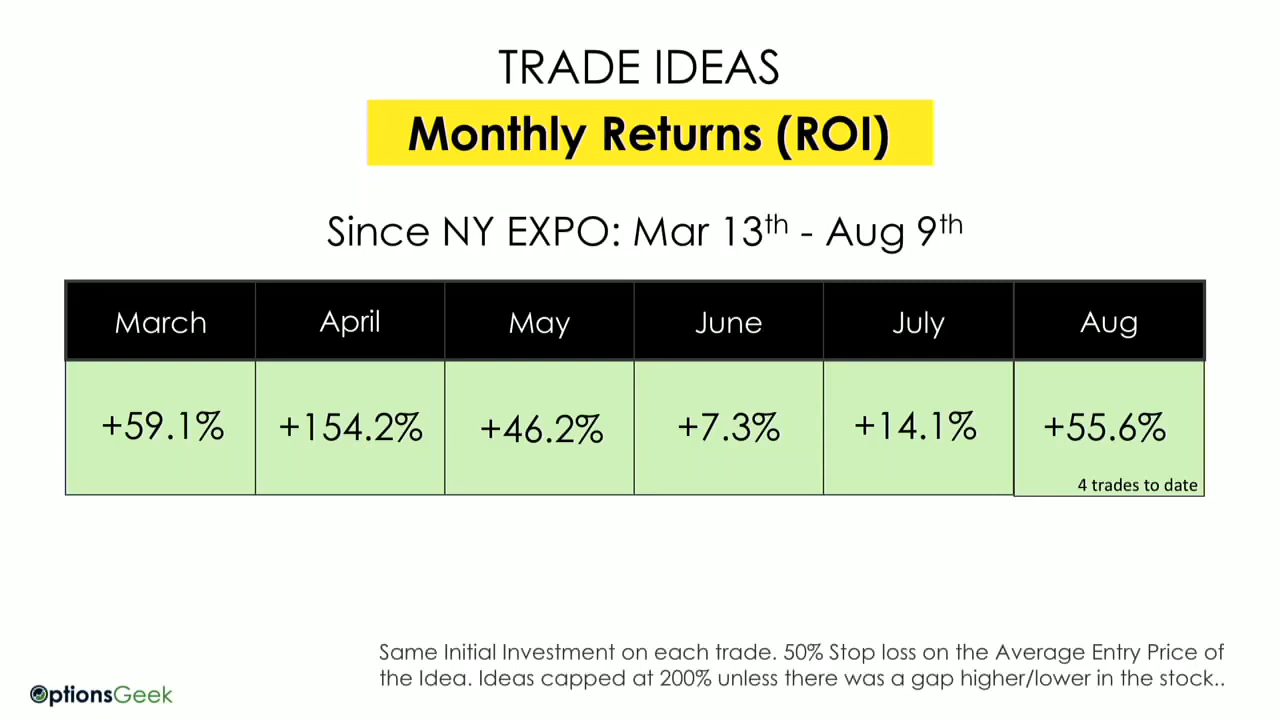 TRADE IDEAS
Monthly Returns (ROI)
Since NY EXPO: Mar 13th - Aug 9th
March April May June July Aug
+59.1% +154.2% +46.2% +7.3% +14.1% +55.6%
4 trades to date
Same Initial Investment on each trade. 50% Stop loss on the Average Entry Price of
the Idea. Ideas capped at 200% unless there was a gap higher/lower in the stock..
OptionsGeek